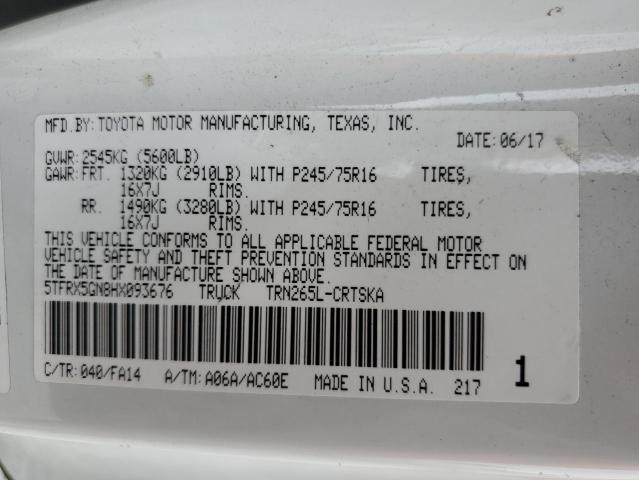 MFD.BY:TOYOTA MOTOR MANUFACTURING, TEXAS, INC.
DATE:06/17
GVWR:2545KG (5600LB)
GAWR:FRT. 1320KG (2910LB) WITH P245/75R16 TIRES,
16X7J RIMS.
RR. 1490KG (3280LB) WITH P245/75R16 TIRES,
16X7J RIMS.
THIS VEHICLE CONFORMS TO ALL APPLICABLE FEDERAL MOTOR
VEHICLE SAFETY AND THEFT PREVENTION STANDARDS IN EFFECT ON
THE DATE OF MANUFACTURE SHOWN ABOVE.
5TFRX5GN8HX093676 TRUCK TRN265L-CRTSKA
C/TR:040/FA14 A/TM:A06A/AC60E MADE IN U.S.A. 217 1